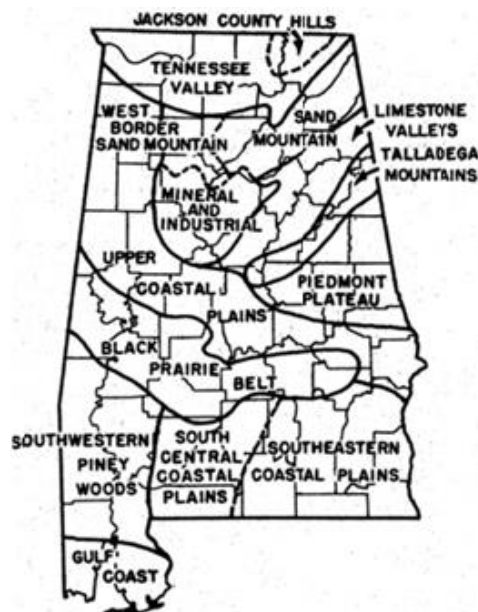 JACKSON COUNTY HILLS
TENNESSEE
VALLEY
WEST
BORDER
SAND MOUNTAIN
SAND
MOUNTAIN
LIMESTONE
VALLEYS
TALLADEGA
MOUNTAINS
MINERAL
AND
INDUSTRIAL
UPPER
COASTAL
PLAINS
PIEDMONT
PLATEAU
BLACK
PRAIRIE
BELT
SOUTHWESTERN
PINEY
WOODS
SOUTH
CENTRAL
COASTAL
PLAINS
SOUTHEASTERN
COASTAL PLAINS
GULF
COAST